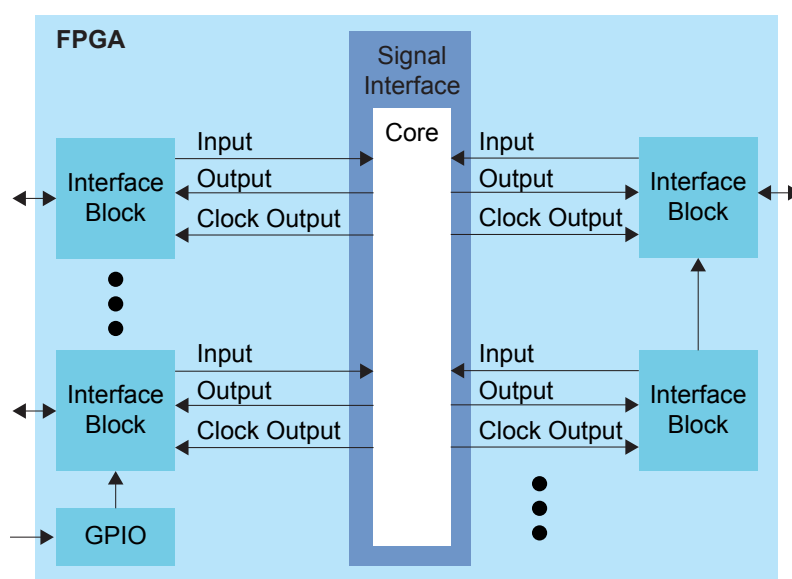 FPGA
Signal
Interface
Core
Input
Output
Clock Output
Interface
Block
Input
Output
Clock Output
Interface
Block
Input
Output
Clock Output
Interface
Block
Input
Output
Clock Output
Interface
Block
GPIO